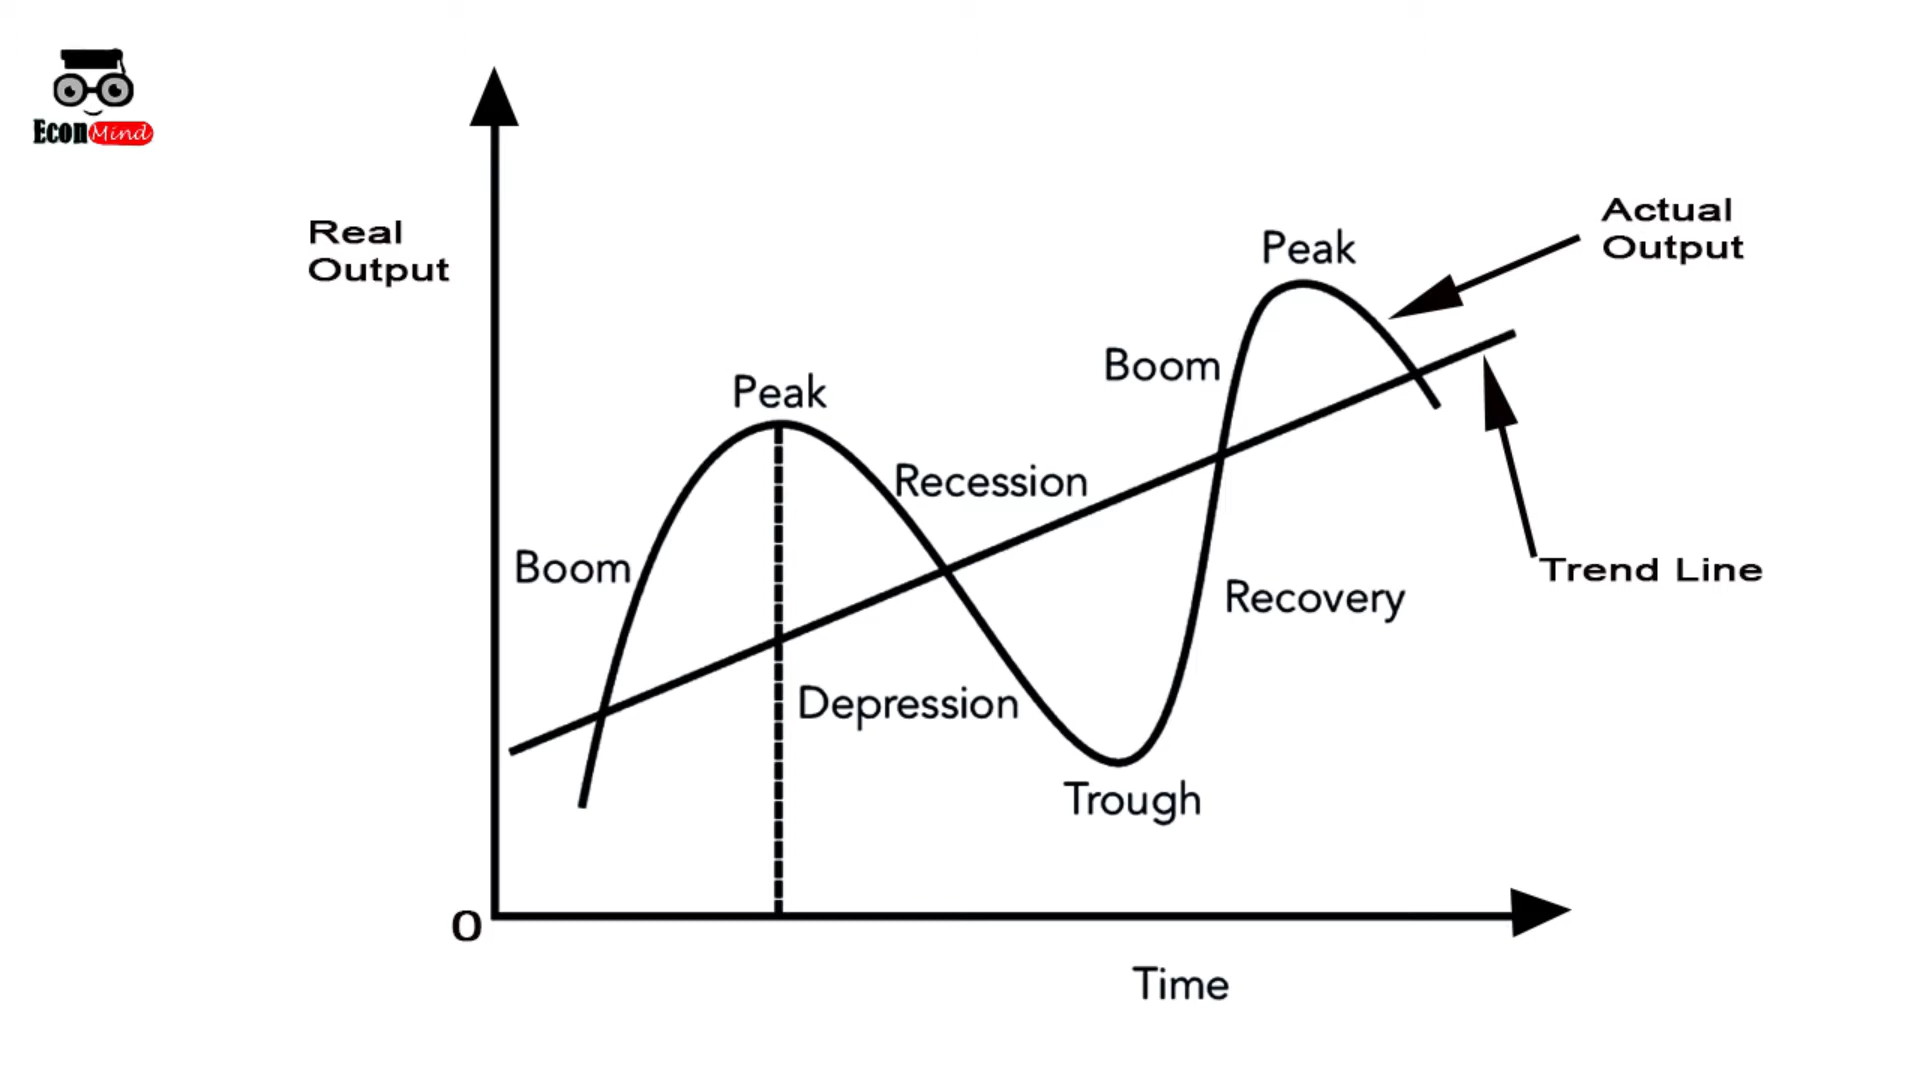 Econ Mind
Real
Output
Actual
Output
Peak
Boom
Peak
Recession
Boom
Trend Line
Recovery
Depression
Trough
0
Time